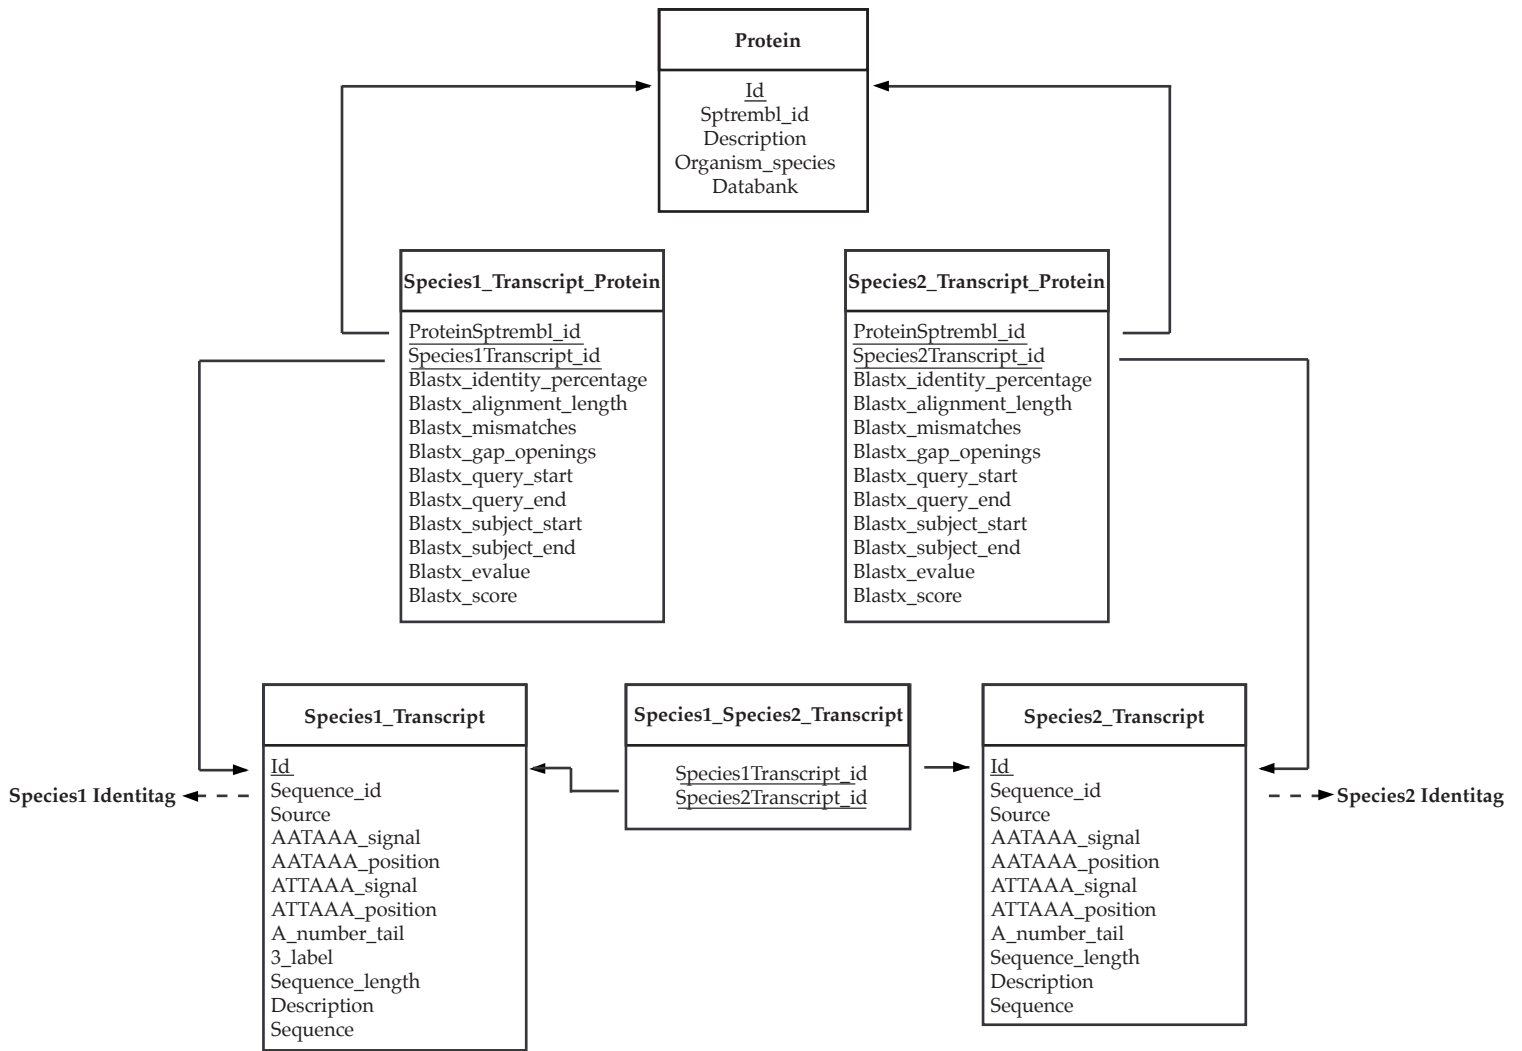 Protein
Id
Sptrembl_id
Description
Organism_species
Databank
Species1_Transcript_Protein
ProteinSptrembl_id
Species1Transcript_id
Blastx_identity_percentage
Blastx_alignment_length
Blastx_mismatches
Blastx_gap_openings
Blastx_query_start
Blastx_query_end
Blastx_subject_start
Blastx_subject_end
Blastx_evalue
Blastx_score
Species2_Transcript_Protein
ProteinSptrembl_id
Species2Transcript_id
Blastx_identity_percentage
Blastx_alignment_length
Blastx_mismatches
Blastx_gap_openings
Blastx_query_start
Blastx_query_end
Blastx_subject_start
Blastx_subject_end
Blastx_evalue
Blastx_score
Species1 Identitag
Species1_Transcript
Id
Sequence_id
Source
AATAAA_signal
AATAAA_position
ATTAAA_signal
ATTAAA_position
A_number_tail
3_label
Sequence_length
Description
Sequence
Species1_Species2_Transcript
Species1Transcript_id
Species2Transcript_id
Species2_Transcript
Id
Sequence_id
Source
AATAAA_signal
AATAAA_position
ATTAAA_signal
ATTAAA_position
A_number_tail
Sequence_length
Description
Sequence
Species2 Identitag